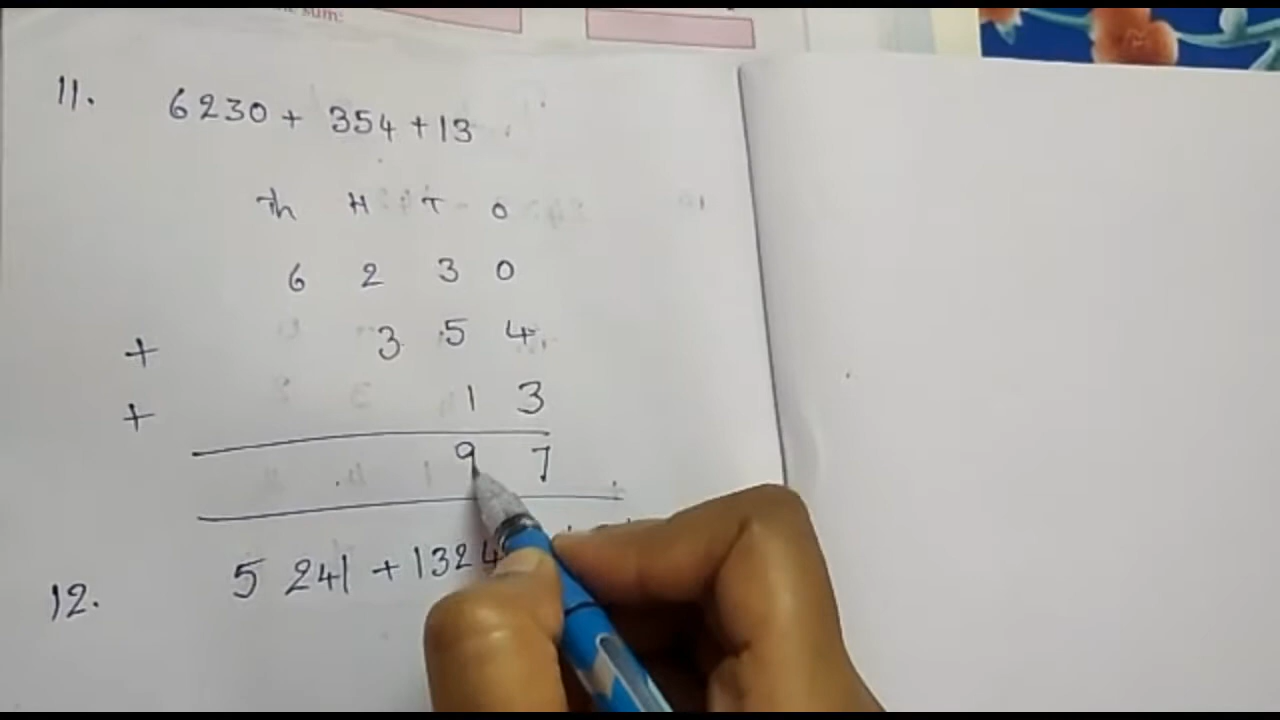 sum:
11. 6230 + 354 + 13
Th H T O
6 2 3 0
+ 3 5 4
+ 1 3
9 7
12. 5 241 + 1324